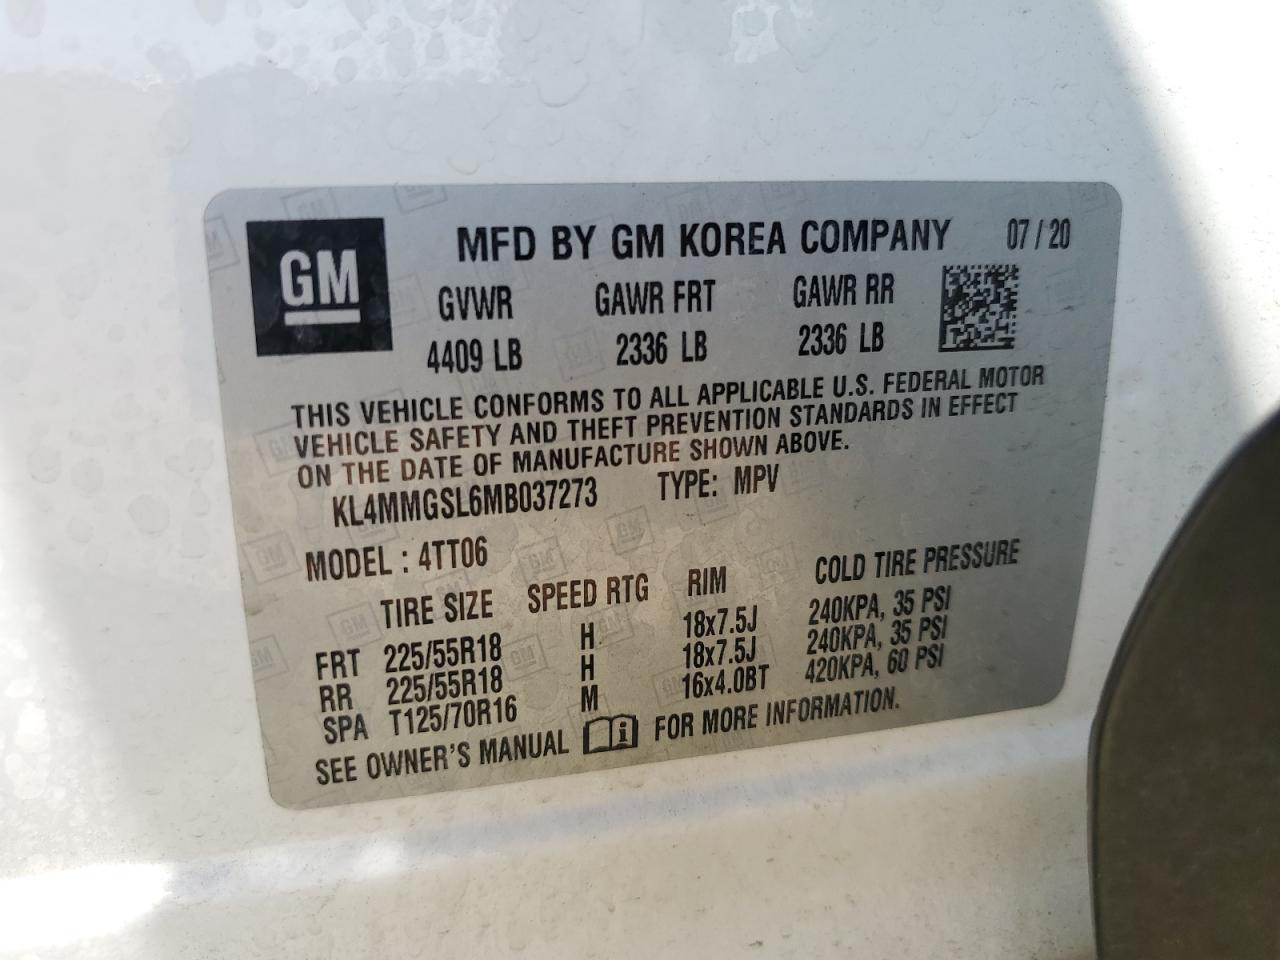 GM
MFD BY GM KOREA COMPANY 07 / 20
GVWR GAWR FRT GAWR RR
4409 LB 2336 LB 2336 LB
THIS VEHICLE CONFORMS TO ALL APPLICABLE U.S. FEDERAL MOTOR
VEHICLE SAFETY AND THEFT PREVENTION STANDARDS IN EFFECT
ON THE DATE OF MANUFACTURE SHOWN ABOVE.
KL4MMGSL6MB037273 TYPE: MPV
MODEL : 4TT06
TIRE SIZE SPEED RTG RIM COLD TIRE PRESSURE
FRT 225/55R18 H 18x7.5J 240KPA, 35 PSI
RR 225/55R18 H 18x7.5J 240KPA, 35 PSI
SPA T125/70R16 M 16x4.0BT 420KPA, 60 PSI
SEE OWNER'S MANUAL i FOR MORE INFORMATION.